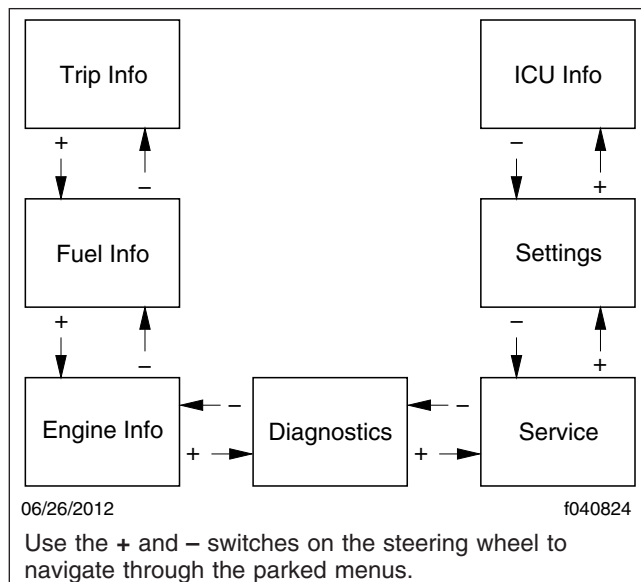 Trip Info
ICU Info
+
–
–
+
Fuel Info
Settings
+
–
–
+
Engine Info
–
+
Diagnostics
–
+
Service
06/26/2012
f040824
Use the + and – switches on the steering wheel to
navigate through the parked menus.